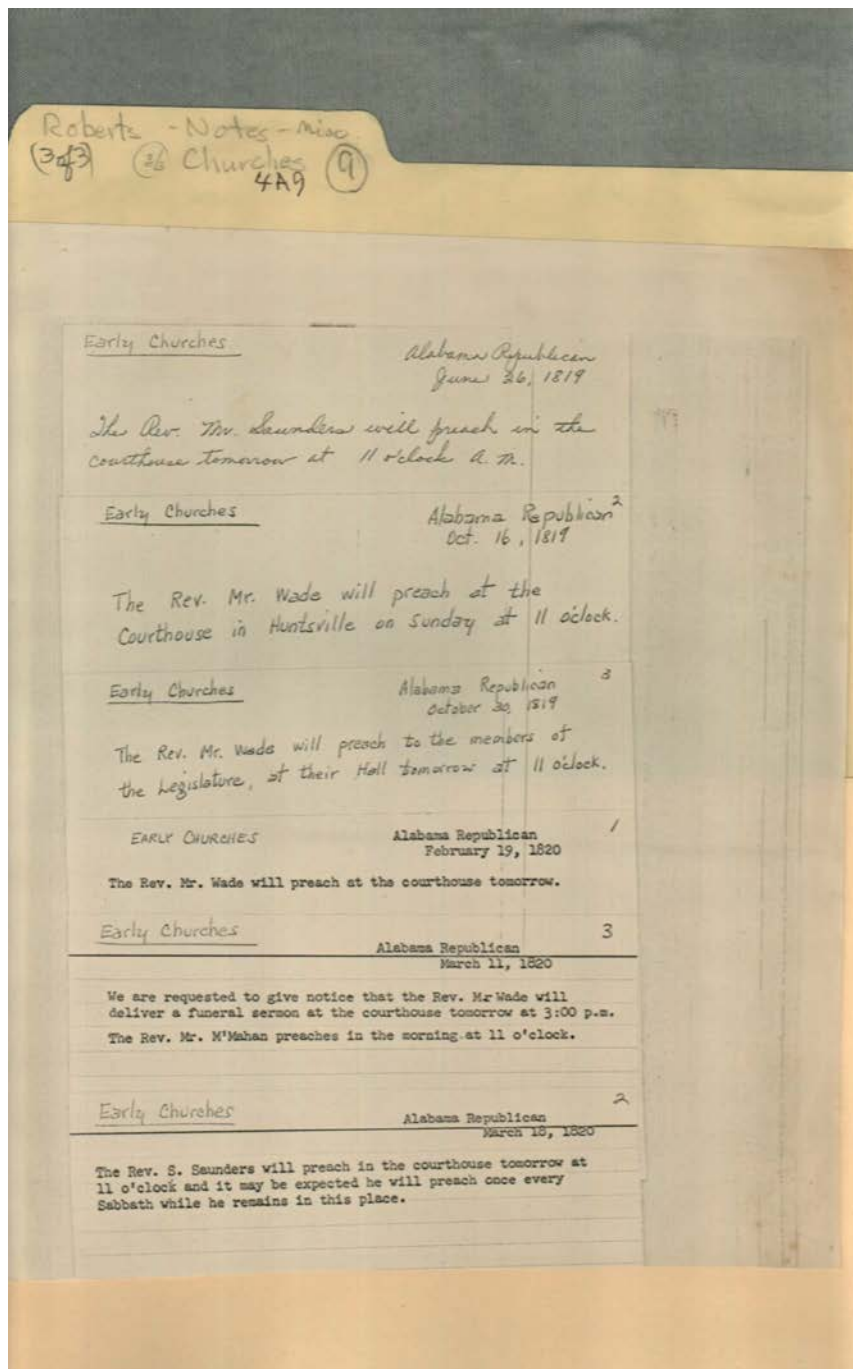 Roberts - Notes - Misc
(3 of 3) (26) Churches (9)
4A9
Early Churches
Alabama Republican
June 26, 1819
The Rev. Mr. Saunders will preach in the
Courthouse tomorrow at 11 o'clock A. M.
Early Churches
Alabama Republican 2
Oct. 16, 1819
The Rev. Mr. Wade will preach at the
Courthouse in Huntsville on Sunday at 11 o'clock.
Early Churches
Alabama Republican 3
October 30, 1819
The Rev. Mr. Wade will preach to the members of
the Legislature, at their Hall tomorrow at 11 o'clock.
EARLY CHURCHES
Alabama Republican 1
February 19, 1820
The Rev. Mr. Wade will preach at the courthouse tomorrow.
Early Churches 3
Alabama Republican
March 11, 1820
We are requested to give notice that the Rev. Mr Wade will
deliver a funeral sermon at the courthouse tomorrow at 3:00 p.m.
The Rev. Mr. M'Mahan preaches in the morning at 11 o'clock.
Early Churches 2
Alabama Republican
March 18, 1820
The Rev. S. Saunders will preach in the courthouse tomorrow at
11 o'clock and it may be expected he will preach once every
Sabbath while he remains in this place.